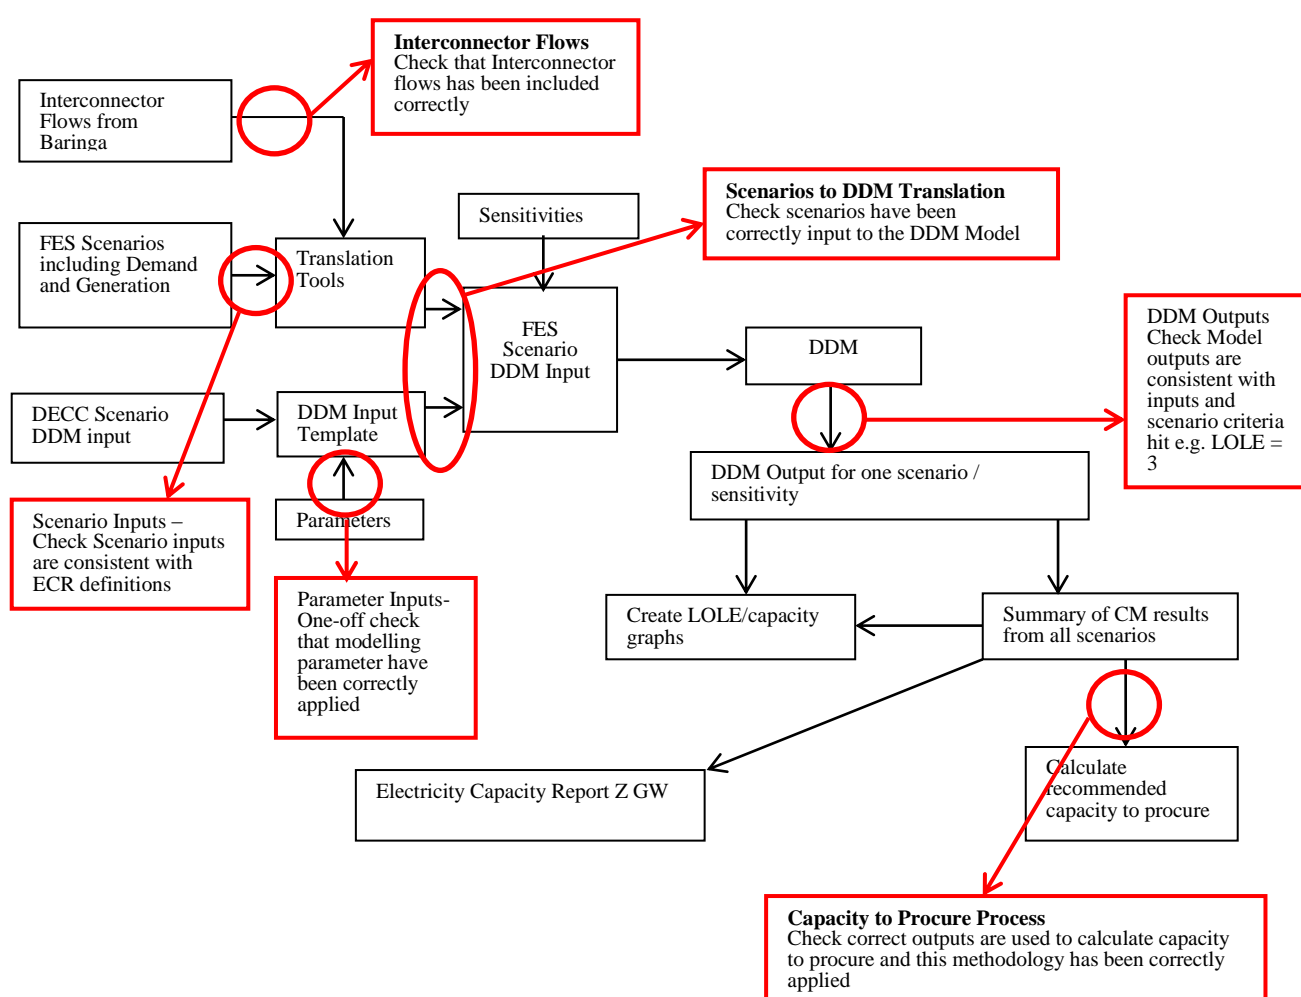 Interconnector Flows
Check that Interconnector
flows has been included
correctly
Interconnector
Flows from
Baringa
Scenarios to DDM Translation
Check scenarios have been
correctly input to the DDM Model
Sensitivities
FES Scenarios
including Demand
and Generation
Translation
Tools
FES
Scenario
DDM Input
DDM
DDM Outputs
Check Model
outputs are
consistent with
inputs and
scenario criteria
hit e.g. LOLE =
3
DECC Scenario
DDM input
DDM Input
Template
DDM Output for one scenario /
sensitivity
Parameters
Scenario Inputs –
Check Scenario inputs
are consistent with
ECR definitions
Parameter Inputs-
One-off check
that modelling
parameter have
been correctly
applied
Create LOLE/capacity
graphs
Summary of CM results
from all scenarios
Electricity Capacity Report Z GW
Calculate
recommended
capacity to procure
Capacity to Procure Process
Check correct outputs are used to calculate capacity
to procure and this methodology has been correctly
applied